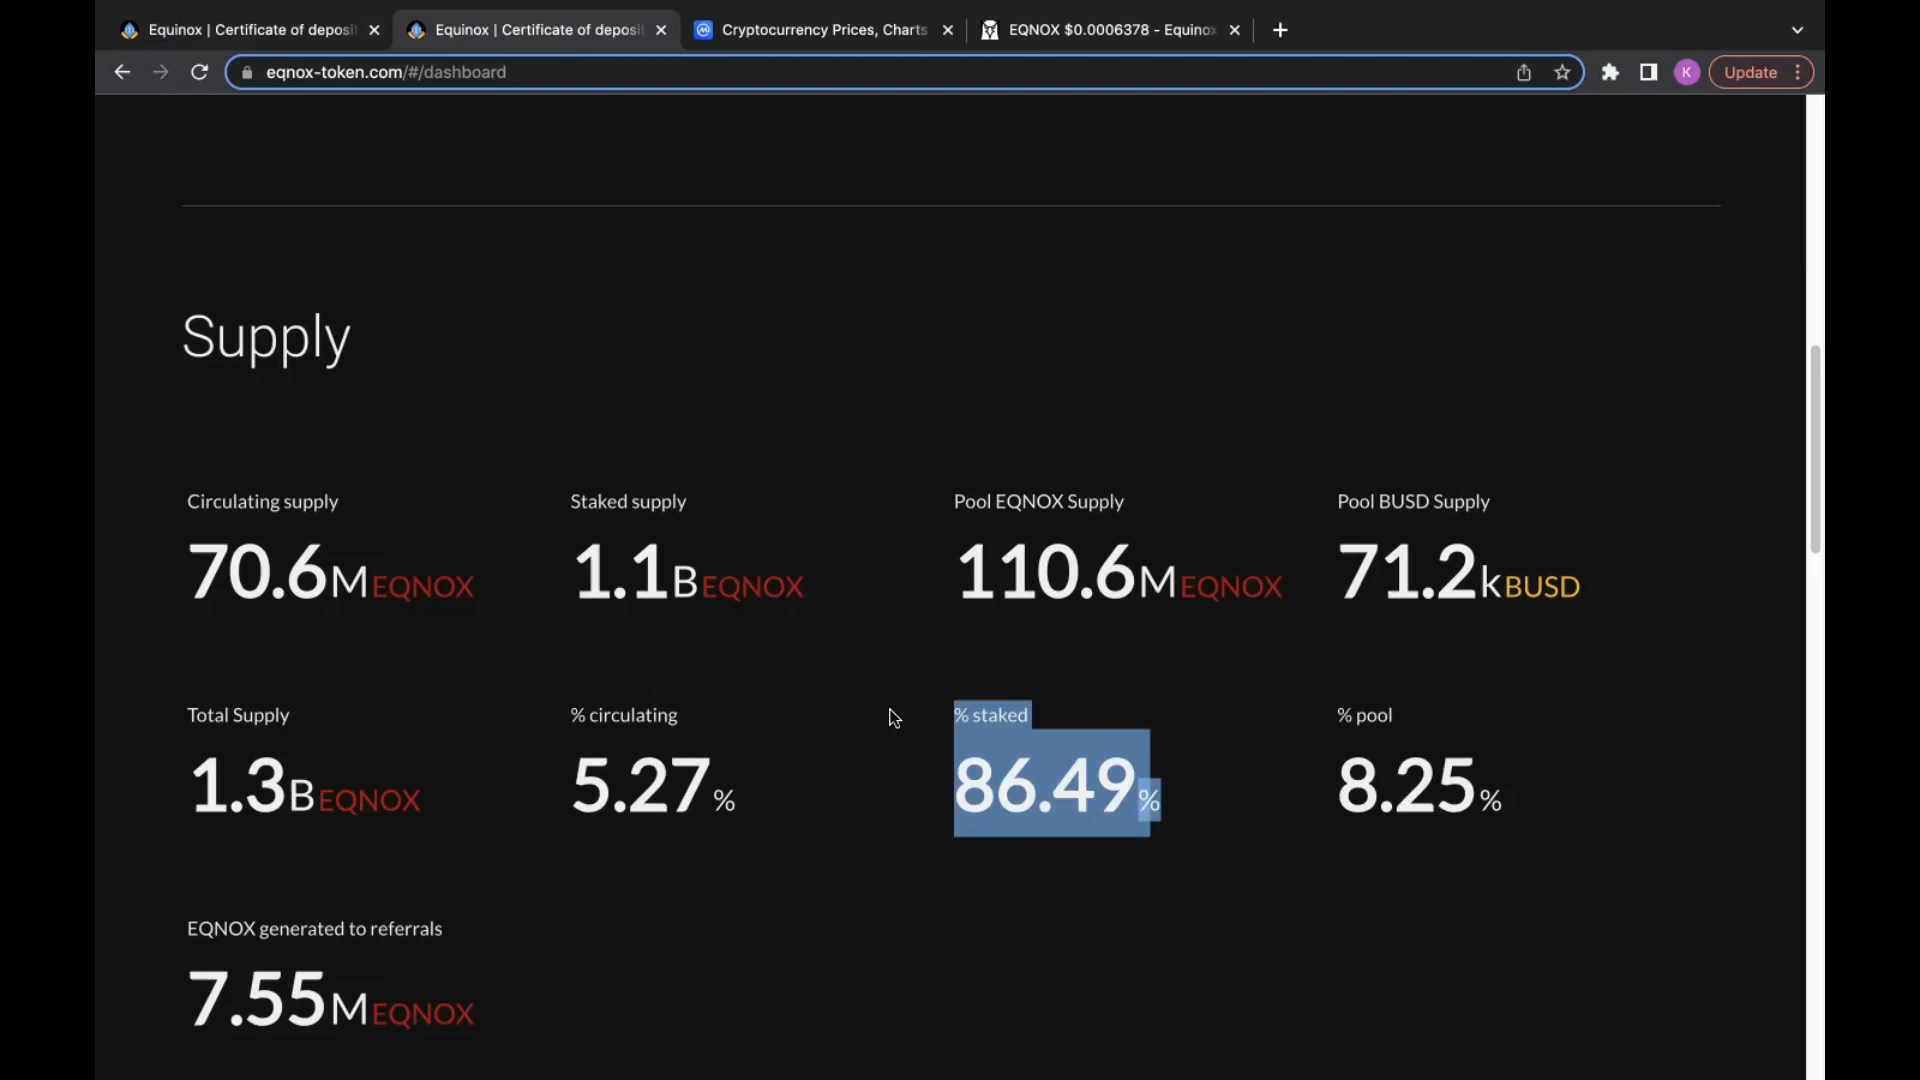 Equinox | Certificate of deposi
Equinox | Certificate of deposi
Cryptocurrency Prices, Charts
EQNOX $0.0006378 - Equinox
eqnox-token.com/#/dashboard
K
Update
Supply
Circulating supply
Staked supply
Pool EQNOX Supply
Pool BUSD Supply
70.6MEQNOX
1.1BEQNOX
110.6MEQNOX
71.2kBUSD
Total Supply
% circulating
% staked
% pool
1.3BEQNOX
5.27%
86.49%
8.25%
EQNOX generated to referrals
7.55MEQNOX